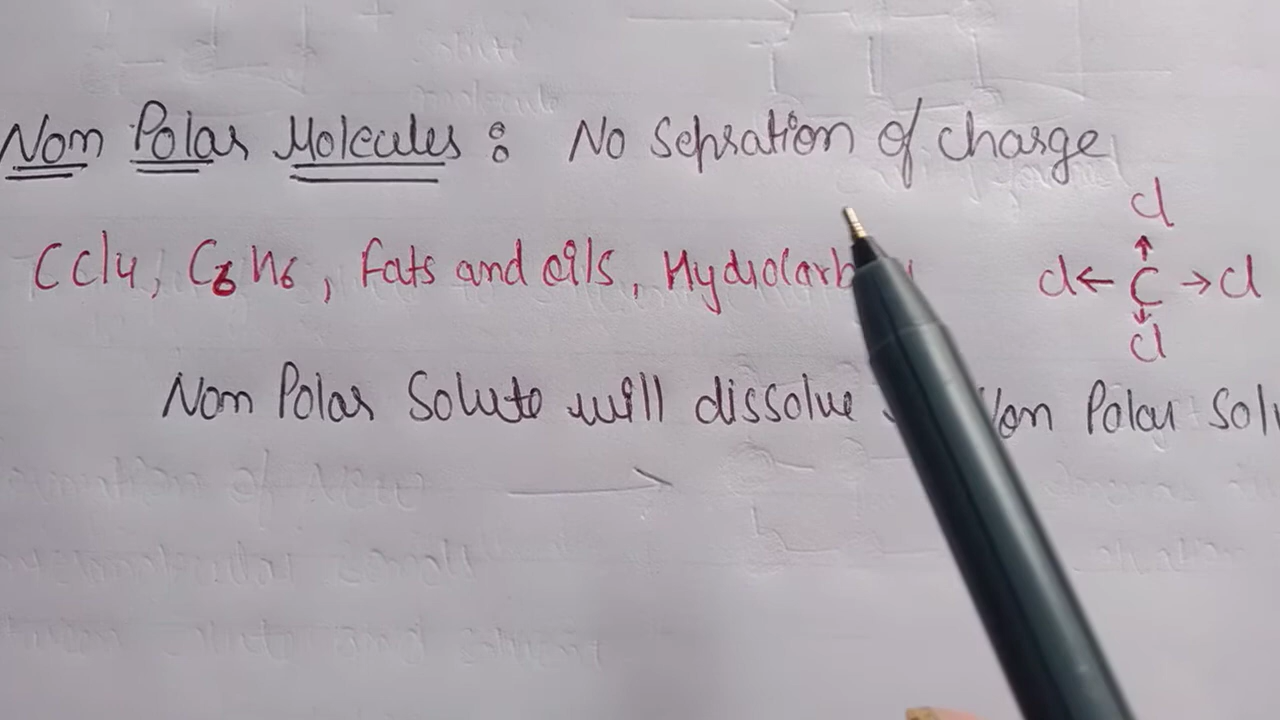 Non Polar Molecules : No Sepration of charge
Cl
CCl4, C6H6, Fats and oils, Hydrocarb
Cl ← C → Cl
Cl
Non Polar Solute will dissolve Non Polar Solv